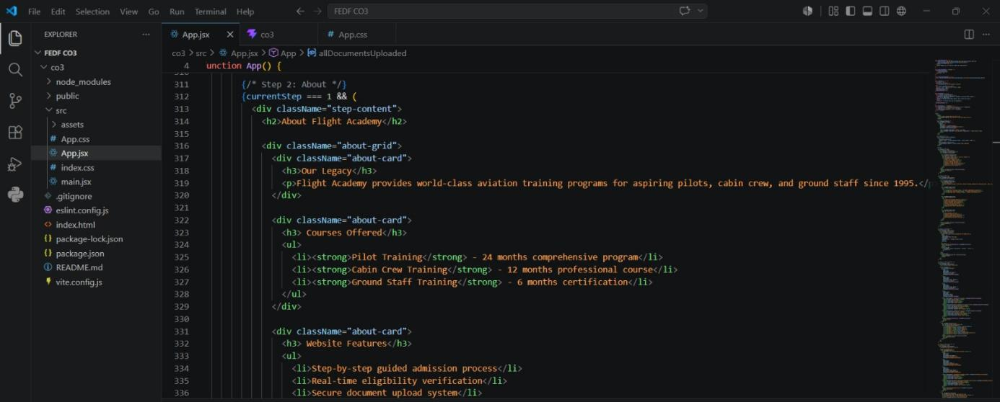 File Edit Selection View Go Run Terminal Help
FEDF CO3
EXPLORER
FEDF CO3
co3
node_modules
public
src
assets
# App.css
App.jsx
# index.css
main.jsx
.gitignore
eslint.config.js
<> index.html
{} package-lock.json
{} package.json
README.md
vite.config.js
App.jsx
co3
# App.css
co3 > src > App.jsx > App > allDocumentsUploaded
4 unction App() {
310
311 {/* Step 2: About */}
312 {currentStep === 1 && (
313 <div className="step-content">
314 <h2>About Flight Academy</h2>
315
316 <div className="about-grid">
317 <div className="about-card">
318 <h3>Our Legacy</h3>
319 <p>Flight Academy provides world-class aviation training programs for aspiring pilots, cabin crew, and ground staff since 1995.</p
320 </div>
321
322 <div className="about-card">
323 <h3> Courses Offered</h3>
324 <ul>
325 <li><strong>Pilot Training</strong> - 24 months comprehensive program</li>
326 <li><strong>Cabin Crew Training</strong> - 12 months professional course</li>
327 <li><strong>Ground Staff Training</strong> - 6 months certification</li>
328 </ul>
329 </div>
330
331 <div className="about-card">
332 <h3> Website Features</h3>
333 <ul>
334 <li>Step-by-step guided admission process</li>
335 <li>Real-time eligibility verification</li>
336 <li>Secure document upload system</li>